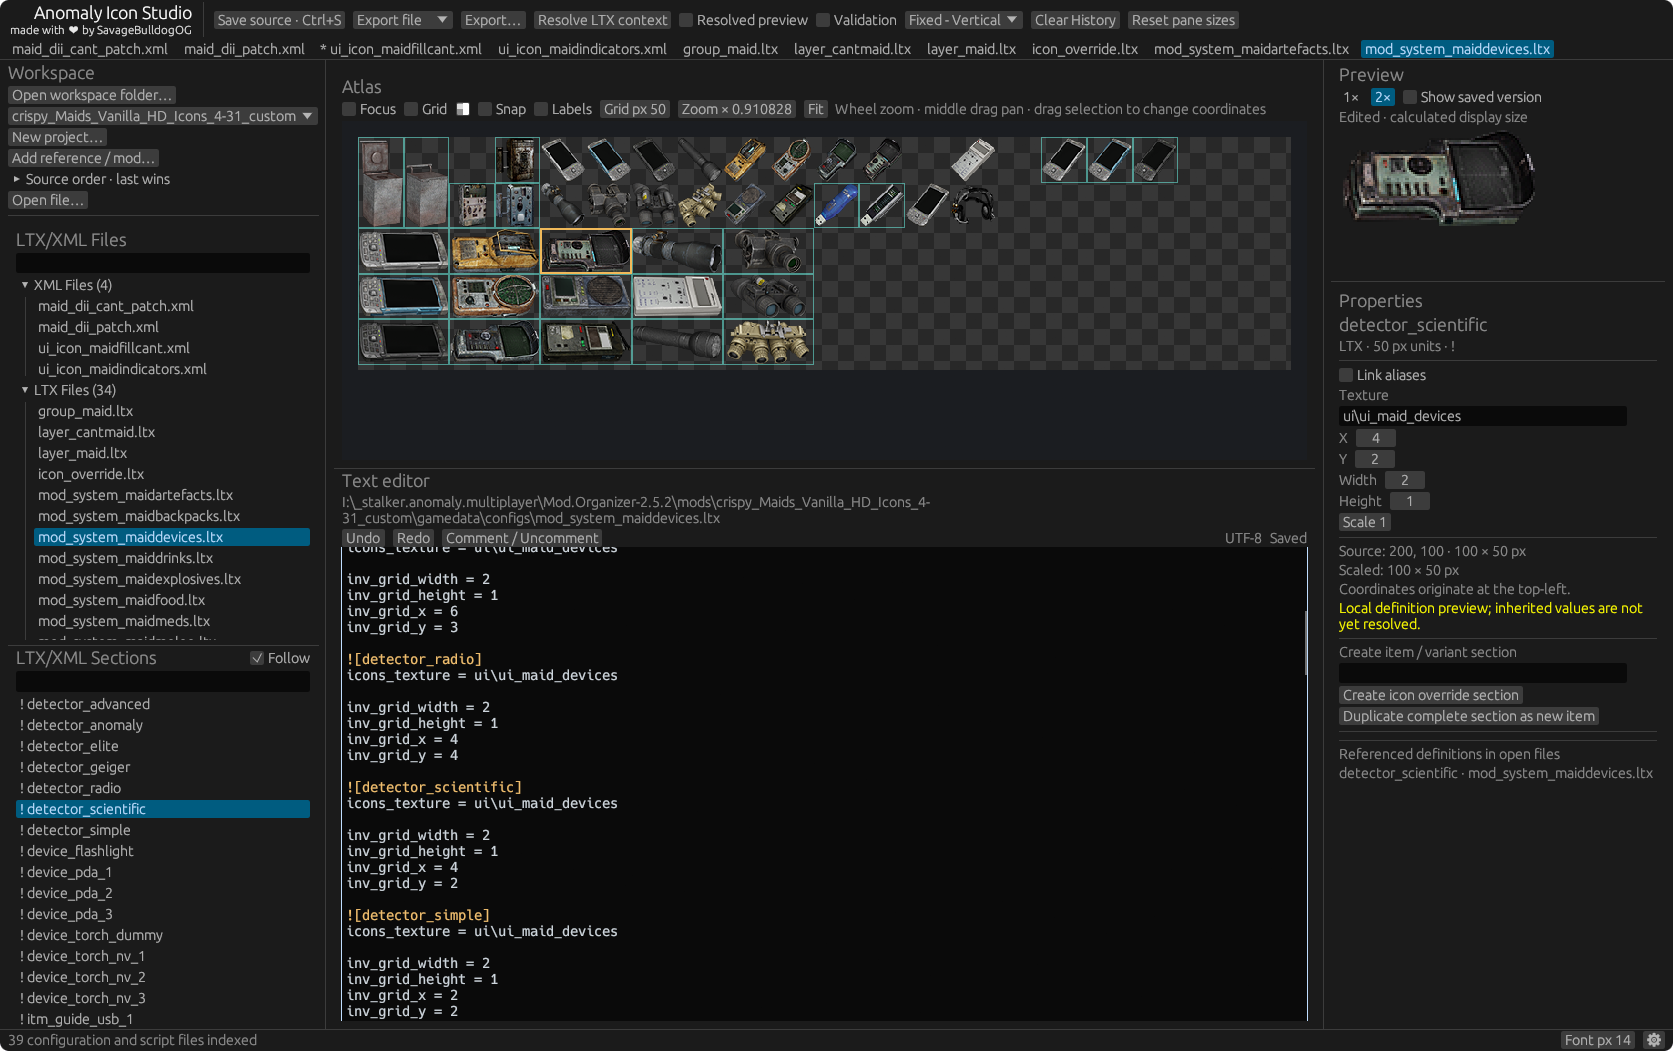 Anomaly Icon Studio
made with ❤ by SavageBulldogOG
Save source · Ctrl+S
Export file ▼
Export…
Resolve LTX context
Resolved preview
Validation
Fixed - Vertical ▼
Clear History
Reset pane sizes
maid_dii_cant_patch.xml
maid_dii_patch.xml
* ui_icon_maidfillcant.xml
ui_icon_maidindicators.xml
group_maid.ltx
layer_cantmaid.ltx
layer_maid.ltx
icon_override.ltx
mod_system_maidartefacts.ltx
mod_system_maiddevices.ltx
Workspace
Open workspace folder…
crispy_Maids_Vanilla_HD_Icons_4-31_custom ▼
New project…
Add reference / mod…
▸ Source order · last wins
Open file…
LTX/XML Files
▼ XML Files (4)
maid_dii_cant_patch.xml
maid_dii_patch.xml
ui_icon_maidfillcant.xml
ui_icon_maidindicators.xml
▼ LTX Files (34)
group_maid.ltx
layer_cantmaid.ltx
layer_maid.ltx
icon_override.ltx
mod_system_maidartefacts.ltx
mod_system_maidbackpacks.ltx
mod_system_maiddevices.ltx
mod_system_maiddrinks.ltx
mod_system_maidexplosives.ltx
mod_system_maidfood.ltx
mod_system_maidmeds.ltx
LTX/XML Sections
Follow
! detector_advanced
! detector_anomaly
! detector_elite
! detector_geiger
! detector_radio
! detector_scientific
! detector_simple
! device_flashlight
! device_pda_1
! device_pda_2
! device_pda_3
! device_torch_dummy
! device_torch_nv_1
! device_torch_nv_2
! device_torch_nv_3
! itm_guide_usb_1
39 configuration and script files indexed
Atlas
Focus
Grid
Snap
Labels
Grid px 50
Zoom × 0.910828
Fit
Wheel zoom · middle drag pan · drag selection to change coordinates
Text editor
I:\_stalker.anomaly.multiplayer\Mod.Organizer-2.5.2\mods\crispy_Maids_Vanilla_HD_Icons_4-
31_custom\gamedata\configs\mod_system_maiddevices.ltx
Undo
Redo
Comment / Uncomment
UTF-8
Saved
icons_texture = ui\ui_maid_devices
inv_grid_width = 2
inv_grid_height = 1
inv_grid_x = 6
inv_grid_y = 3
![detector_radio]
icons_texture = ui\ui_maid_devices
inv_grid_width = 2
inv_grid_height = 1
inv_grid_x = 4
inv_grid_y = 4
![detector_scientific]
icons_texture = ui\ui_maid_devices
inv_grid_width = 2
inv_grid_height = 1
inv_grid_x = 4
inv_grid_y = 2
![detector_simple]
icons_texture = ui\ui_maid_devices
inv_grid_width = 2
inv_grid_height = 1
inv_grid_x = 2
inv_grid_y = 2
Preview
1×
2×
Show saved version
Edited · calculated display size
Properties
detector_scientific
LTX · 50 px units · !
Link aliases
Texture
ui\ui_maid_devices
X 4
Y 2
Width 2
Height 1
Scale 1
Source: 200, 100 · 100 × 50 px
Scaled: 100 × 50 px
Coordinates originate at the top-left.
Local definition preview; inherited values are not
yet resolved.
Create item / variant section
Create icon override section
Duplicate complete section as new item
Referenced definitions in open files
detector_scientific · mod_system_maiddevices.ltx
Font px 14